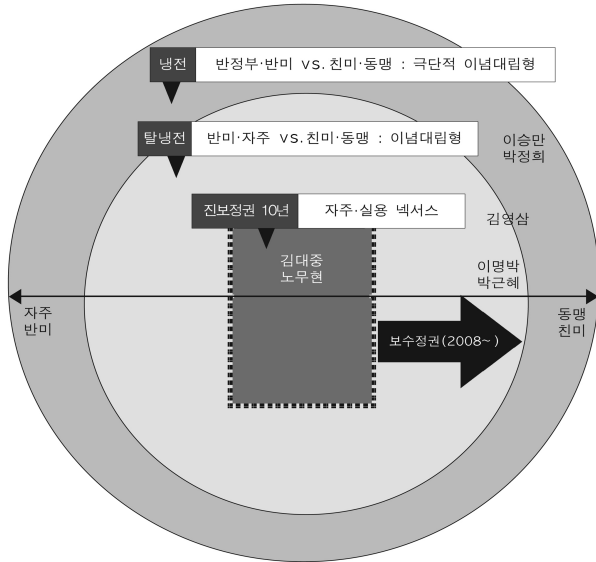 냉전 반정부·반미 vs.친미·동맹 : 극단적 이념대립형
탈냉전 반미·자주 vs.친미·동맹 : 이념대립형
이승만
박정희
진보정권 10년 자주·실용 넥서스
김영삼
김대중
노무현
이명박
박근혜
자주
반미
동맹
친미
보수정권(2008~)